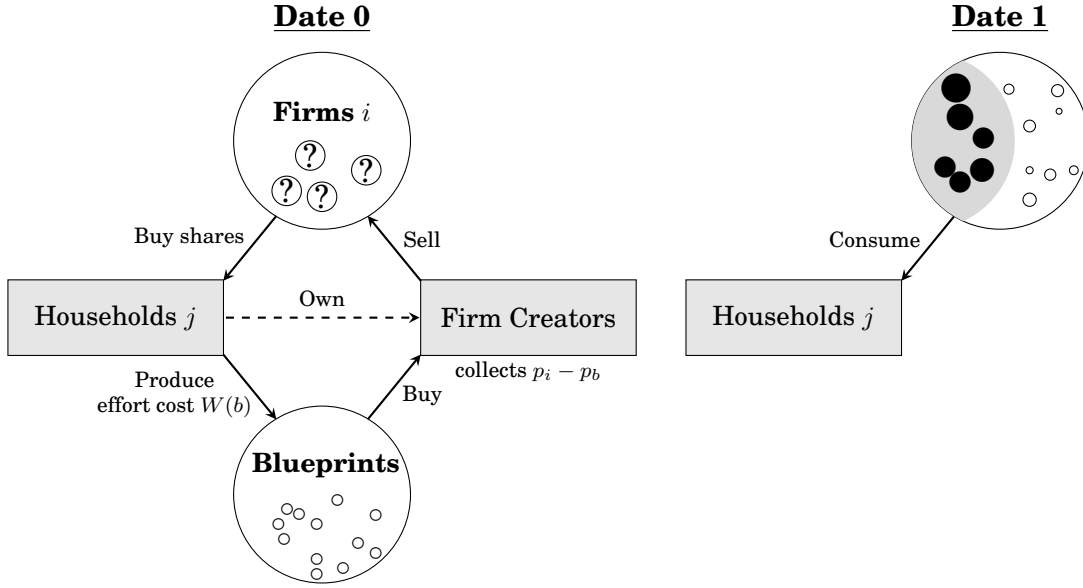 Date 0
Date 1
Firms i
? ? ? ?
Buy shares
Sell
Consume
Households j
Own
Firm Creators
Households j
collects p_i − p_b
Produce
effort cost W(b)
Buy
Blueprints